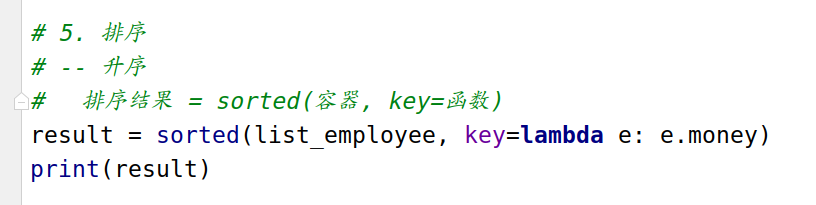 # 5. 排序
# -- 升序
#   排序结果 = sorted(容器, key=函数)
result = sorted(list_employee, key=lambda e: e.money)
print(result)